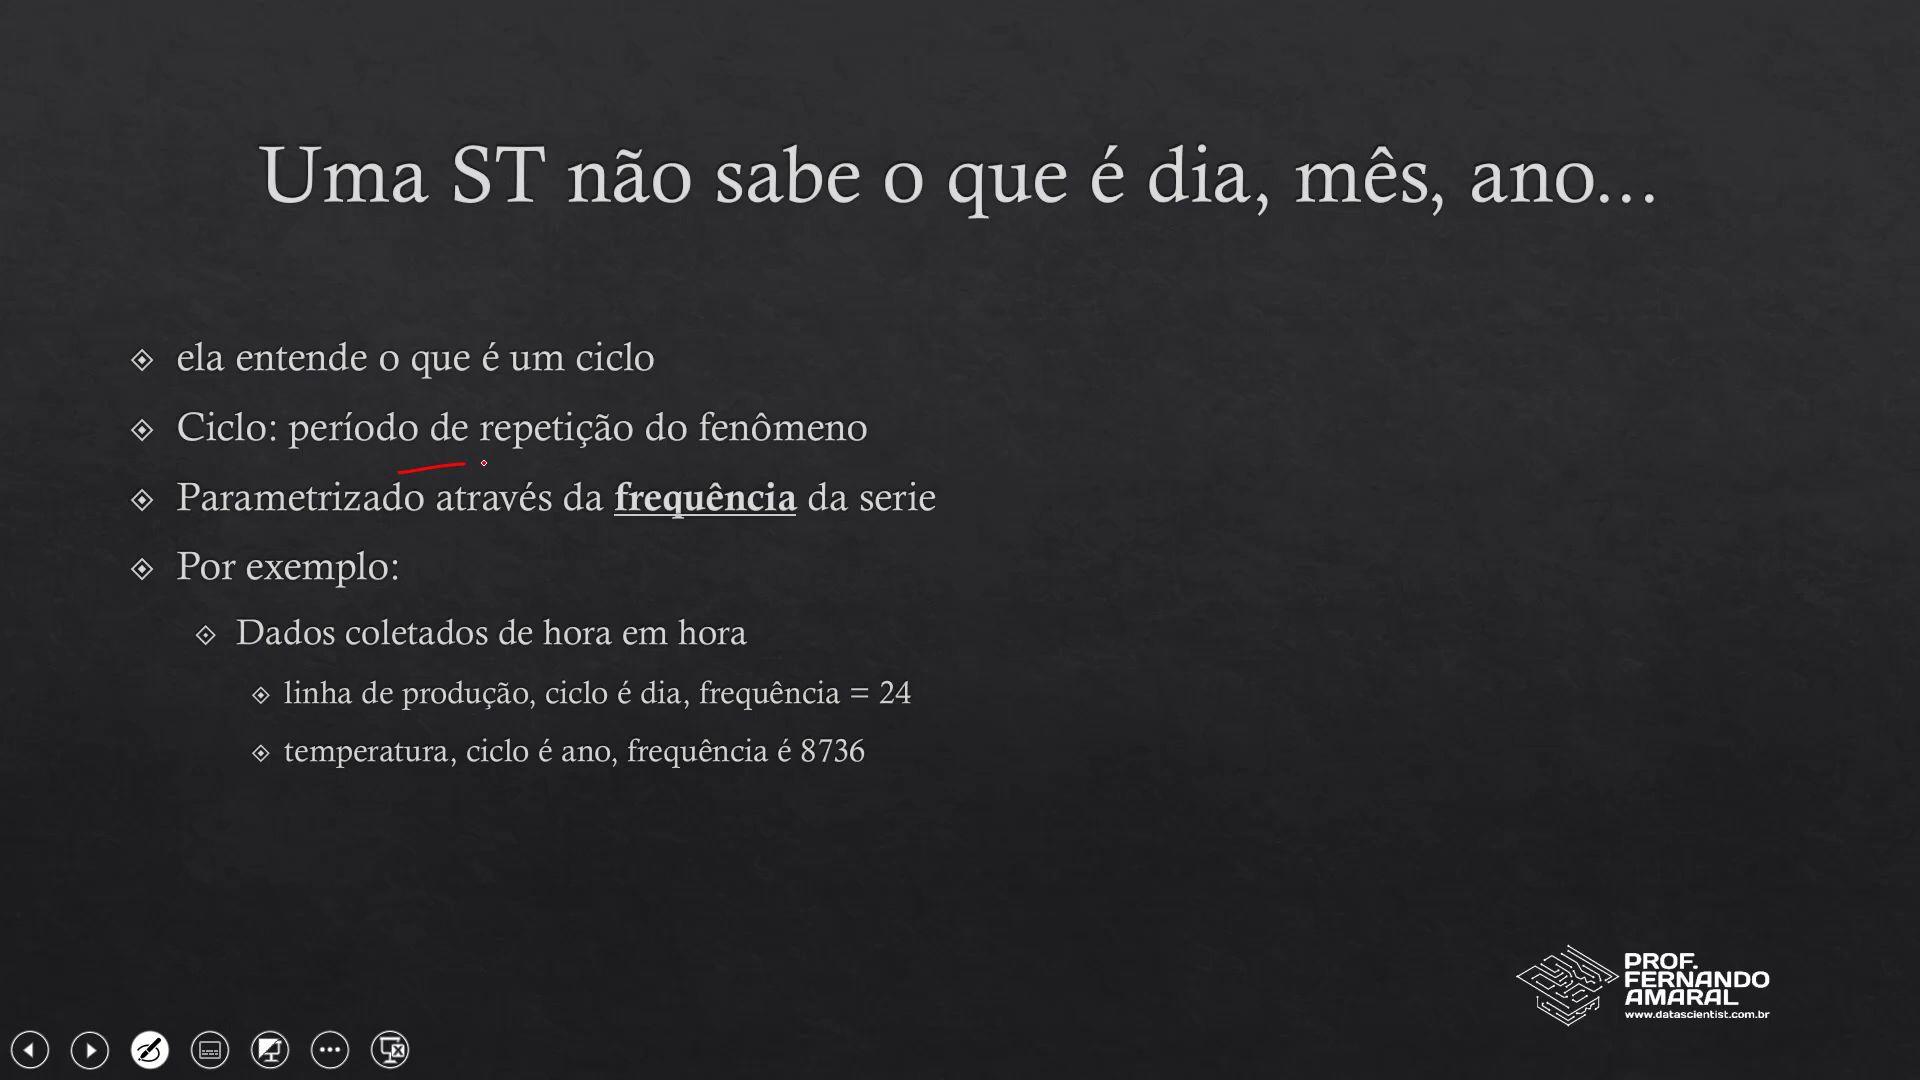 Uma ST não sabe o que é dia, mês, ano...
ela entende o que é um ciclo
Ciclo: período de repetição do fenômeno
Parametrizado através da frequência da serie
Por exemplo:
Dados coletados de hora em hora
linha de produção, ciclo é dia, frequência = 24
temperatura, ciclo é ano, frequência é 8736
PROF.
FERNANDO
AMARAL
www.datascientist.com.br